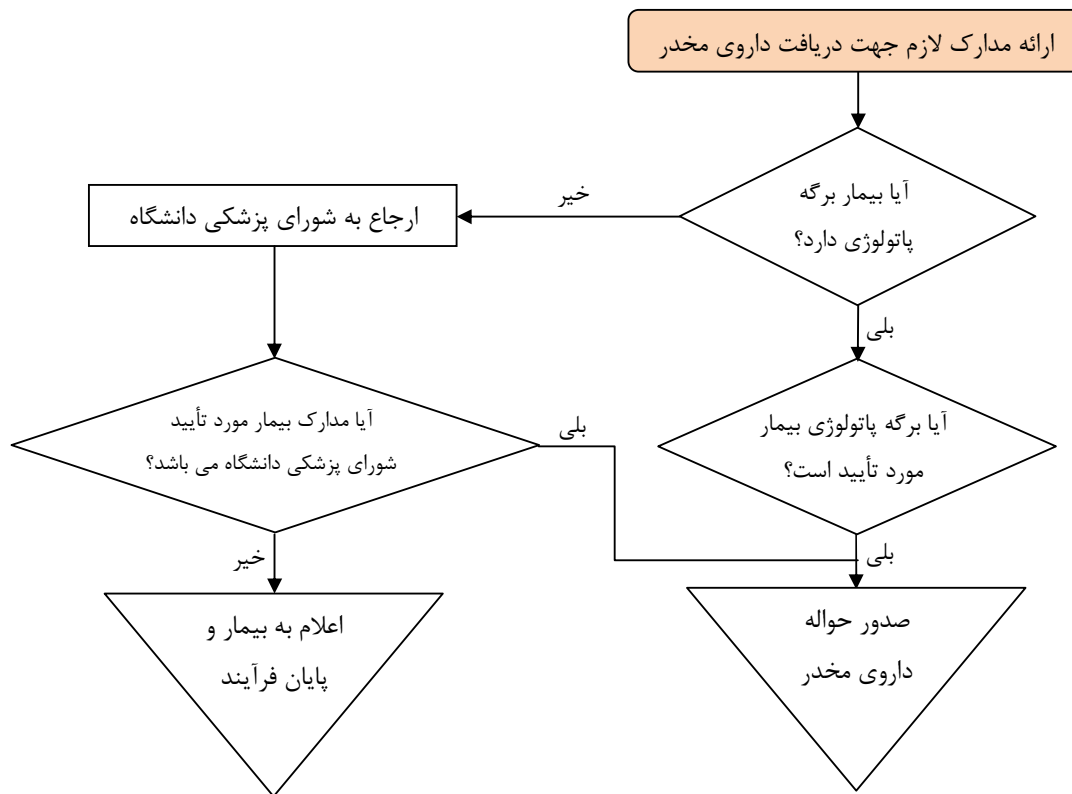 ارائه مدارک لازم جهت دریافت داروی مخدر
آیا بیمار برگه
پاتولوژی دارد؟
خیر
ارجاع به شورای پزشکی دانشگاه
بلی
آیا برگه پاتولوژی بیمار
مورد تأیید است؟
آیا مدارک بیمار مورد تأیید
شورای پزشکی دانشگاه می باشد؟
بلی
بلی
خیر
صدور حواله
داروی مخدر
اعلام به بیمار و
پایان فرآیند